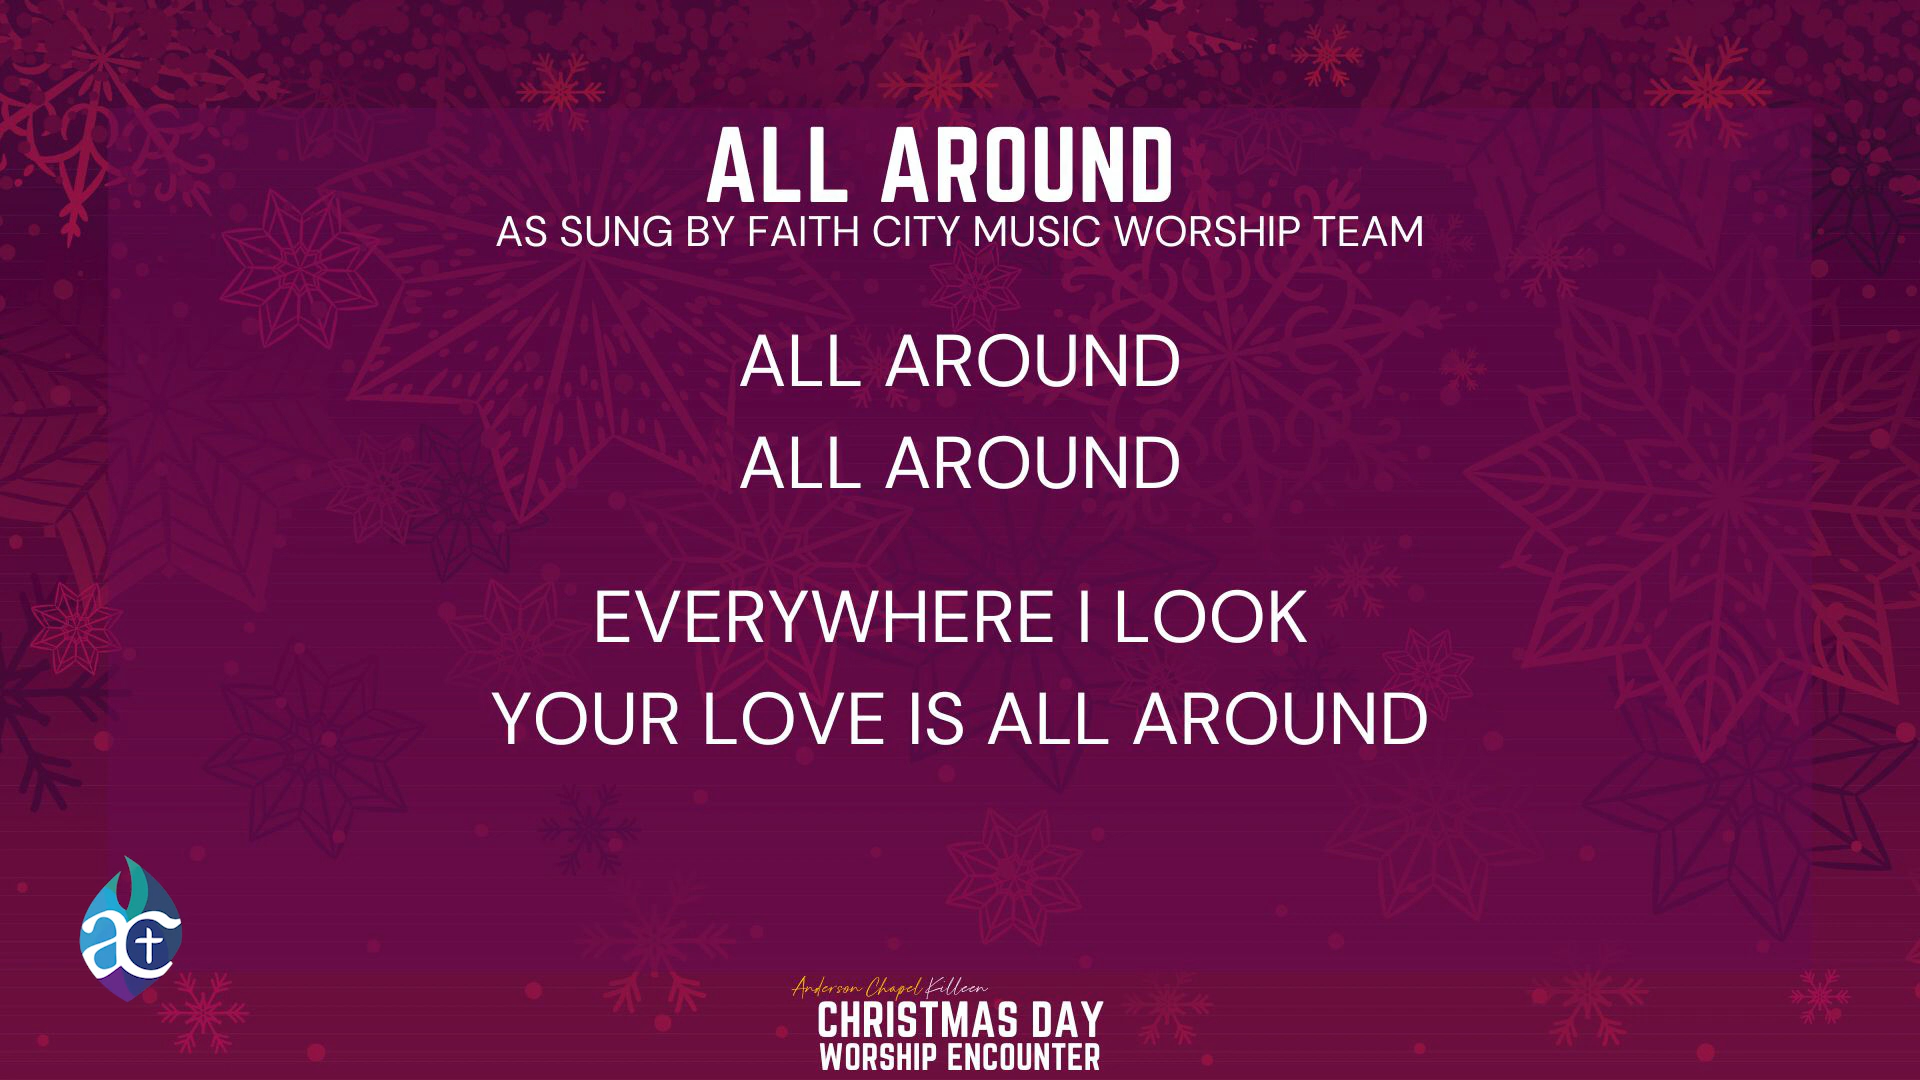 ALL AROUND
AS SUNG BY FAITH CITY MUSIC WORSHIP TEAM
ALL AROUND
ALL AROUND
EVERYWHERE I LOOK
YOUR LOVE IS ALL AROUND
ac
Anderson Chapel Killeen
CHRISTMAS DAY
WORSHIP ENCOUNTER